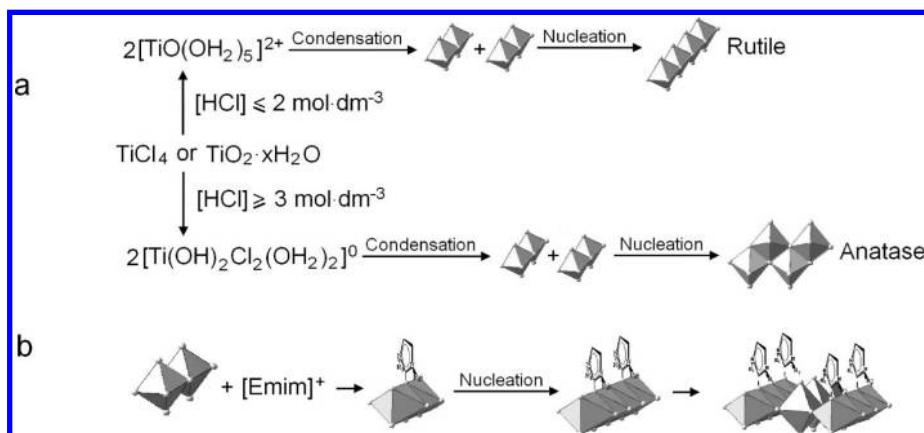 a
2[TiO(OH₂)₅]²⁺ Condensation + Nucleation Rutile
[HCl] ⩽ 2 mol·dm⁻³
TiCl₄ or TiO₂·xH₂O
[HCl] ⩾ 3 mol·dm⁻³
2[Ti(OH)₂Cl₂(OH₂)₂]⁰ Condensation + Nucleation Anatase
b
+ [Emim]⁺ Nucleation